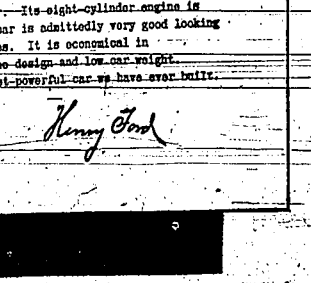 . Its eight-cylinder engine is
car is admittedly very good looking
It is economical in
design and low car weight.
powerful car we have ever built.
Henry Ford